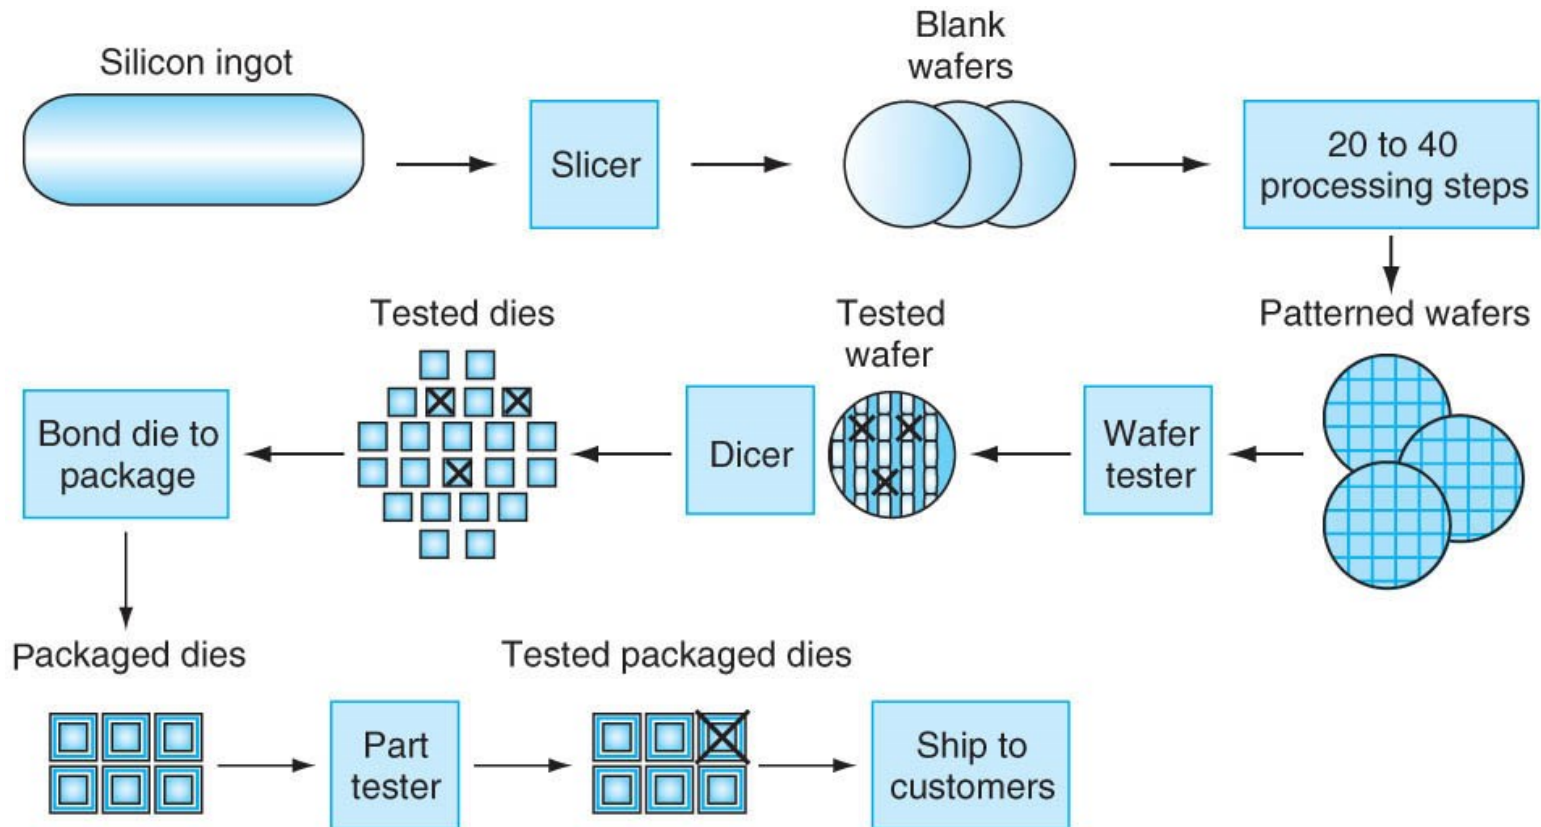 Silicon ingot
Slicer
Blank
wafers
20 to 40
processing steps
Patterned wafers
Wafer
tester
Tested
wafer
Dicer
Tested dies
Bond die to
package
Packaged dies
Part
tester
Tested packaged dies
Ship to
customers